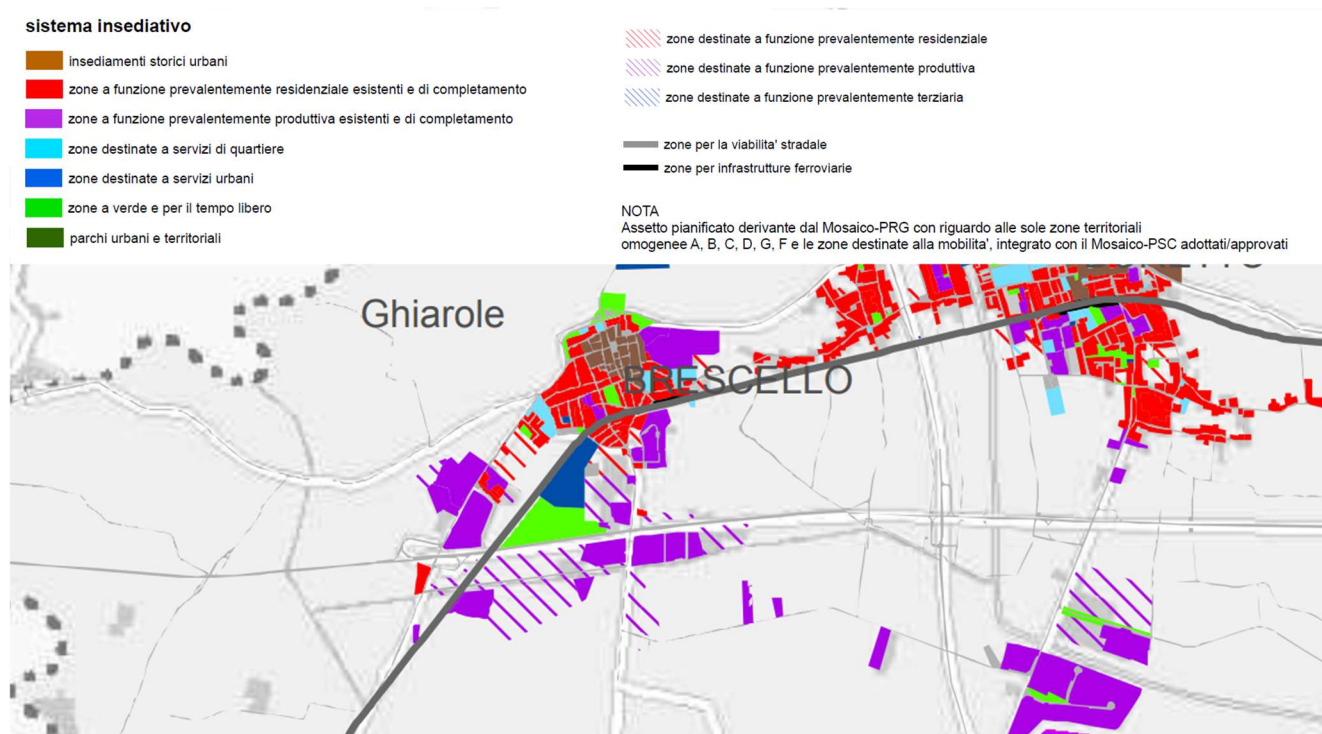 sistema insediativo
insediamenti storici urbani
zone a funzione prevalentemente residenziale esistenti e di completamento
zone a funzione prevalentemente produttiva esistenti e di completamento
zone destinate a servizi di quartiere
zone destinate a servizi urbani
zone a verde e per il tempo libero
parchi urbani e territoriali
zone destinate a funzione prevalentemente residenziale
zone destinate a funzione prevalentemente produttiva
zone destinate a funzione prevalentemente terziaria
zone per la viabilita' stradale
zone per infrastrutture ferroviarie
NOTA
Assetto pianificato derivante dal Mosaico-PRG con riguardo alle sole zone territoriali
omogenee A, B, C, D, G, F e le zone destinate alla mobilita', integrato con il Mosaico-PSC adottati/approvati
Ghiarole
BRESCELLO